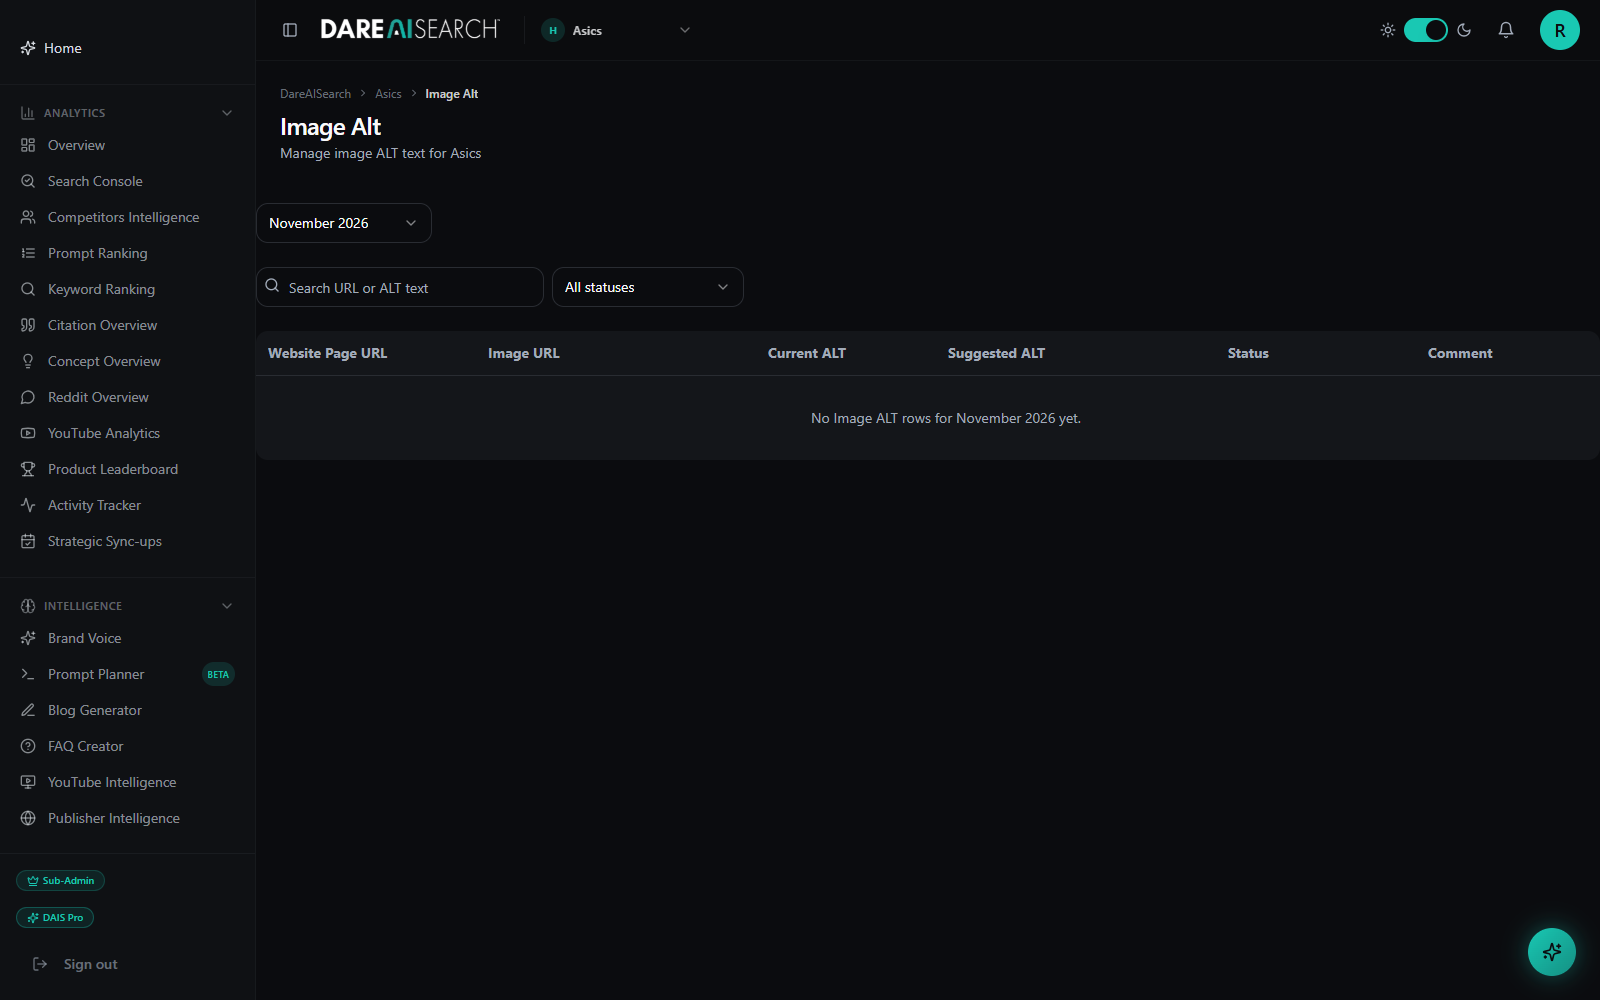 Home
DARE AI SEARCH
H
Asics
R
ANALYTICS
Overview
Search Console
Competitors Intelligence
Prompt Ranking
Keyword Ranking
Citation Overview
Concept Overview
Reddit Overview
YouTube Analytics
Product Leaderboard
Activity Tracker
Strategic Sync-ups
INTELLIGENCE
Brand Voice
Prompt Planner BETA
Blog Generator
FAQ Creator
YouTube Intelligence
Publisher Intelligence
Sub-Admin
DAIS Pro
Sign out
DareAISearch > Asics > Image Alt
Image Alt
Manage image ALT text for Asics
November 2026
Search URL or ALT text
All statuses
Website Page URL Image URL Current ALT Suggested ALT Status Comment
No Image ALT rows for November 2026 yet.